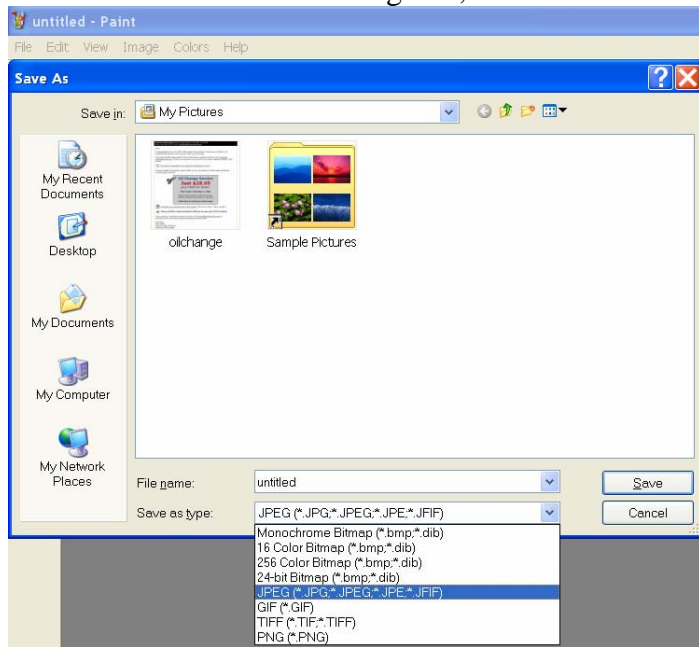 untitled - Paint
File Edit View Image Colors Help
Save As
Save in: My Pictures
My Recent
Documents
Desktop
My Documents
My Computer
My Network
Places
oilchange
Sample Pictures
File name: untitled Save
Save as type: JPEG (*.JPG;*.JPEG;*.JPE;*.JFIF) Cancel
Monochrome Bitmap (*.bmp;*.dib)
16 Color Bitmap (*.bmp;*.dib)
256 Color Bitmap (*.bmp;*.dib)
24-bit Bitmap (*.bmp;*.dib)
JPEG (*.JPG;*.JPEG;*.JPE;*.JFIF)
GIF (*.GIF)
TIFF (*.TIF;*.TIFF)
PNG (*.PNG)